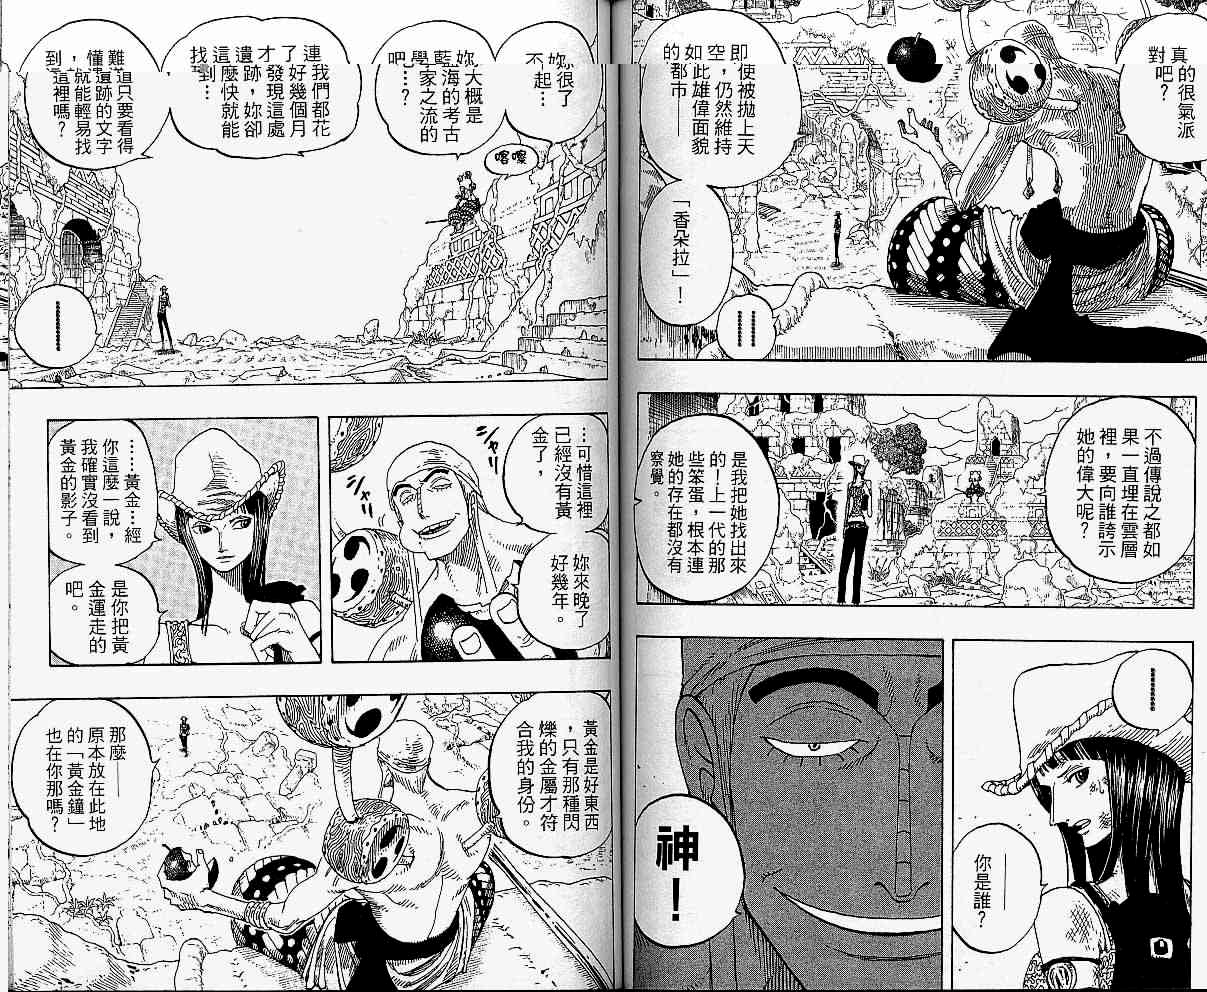 真的很氣派
對吧？
即使被拋上天
空，仍然維持
如此雄偉面貌
的都市——
「香朵拉」！
…………
不過傳說之都如
果一直埋在雲層
裡，要向誰誇示
她的偉大呢？
是我把她找出來
的！上一代的那
些笨蛋，根本連
她的存在都沒有
察覺。
…………
你是誰？
神！
妳很了
不起…
喀嚓
妳大概是
藍海的考古
學家之流的
吧……？
連我們都花
了好幾個月
才發現這處
遺跡，妳卻
這麼快就能
找到…
難道只要看得
懂遺跡的文字
，就能輕易找
到這裡嗎？
…………
…可惜這裡
已經沒有黃
金了，
妳來晚了
好幾年。
シャリッ
シャリ
……黃金…經
你這麼一說，
我確實沒看到
黃金的影子。
是你把黃
金運走的
吧。
黃金是好東西
，只有那種閃
爍的金屬才符
合我的身份。
那麼——
原本放在此地
的「黃金鐘」
也在你那嗎？